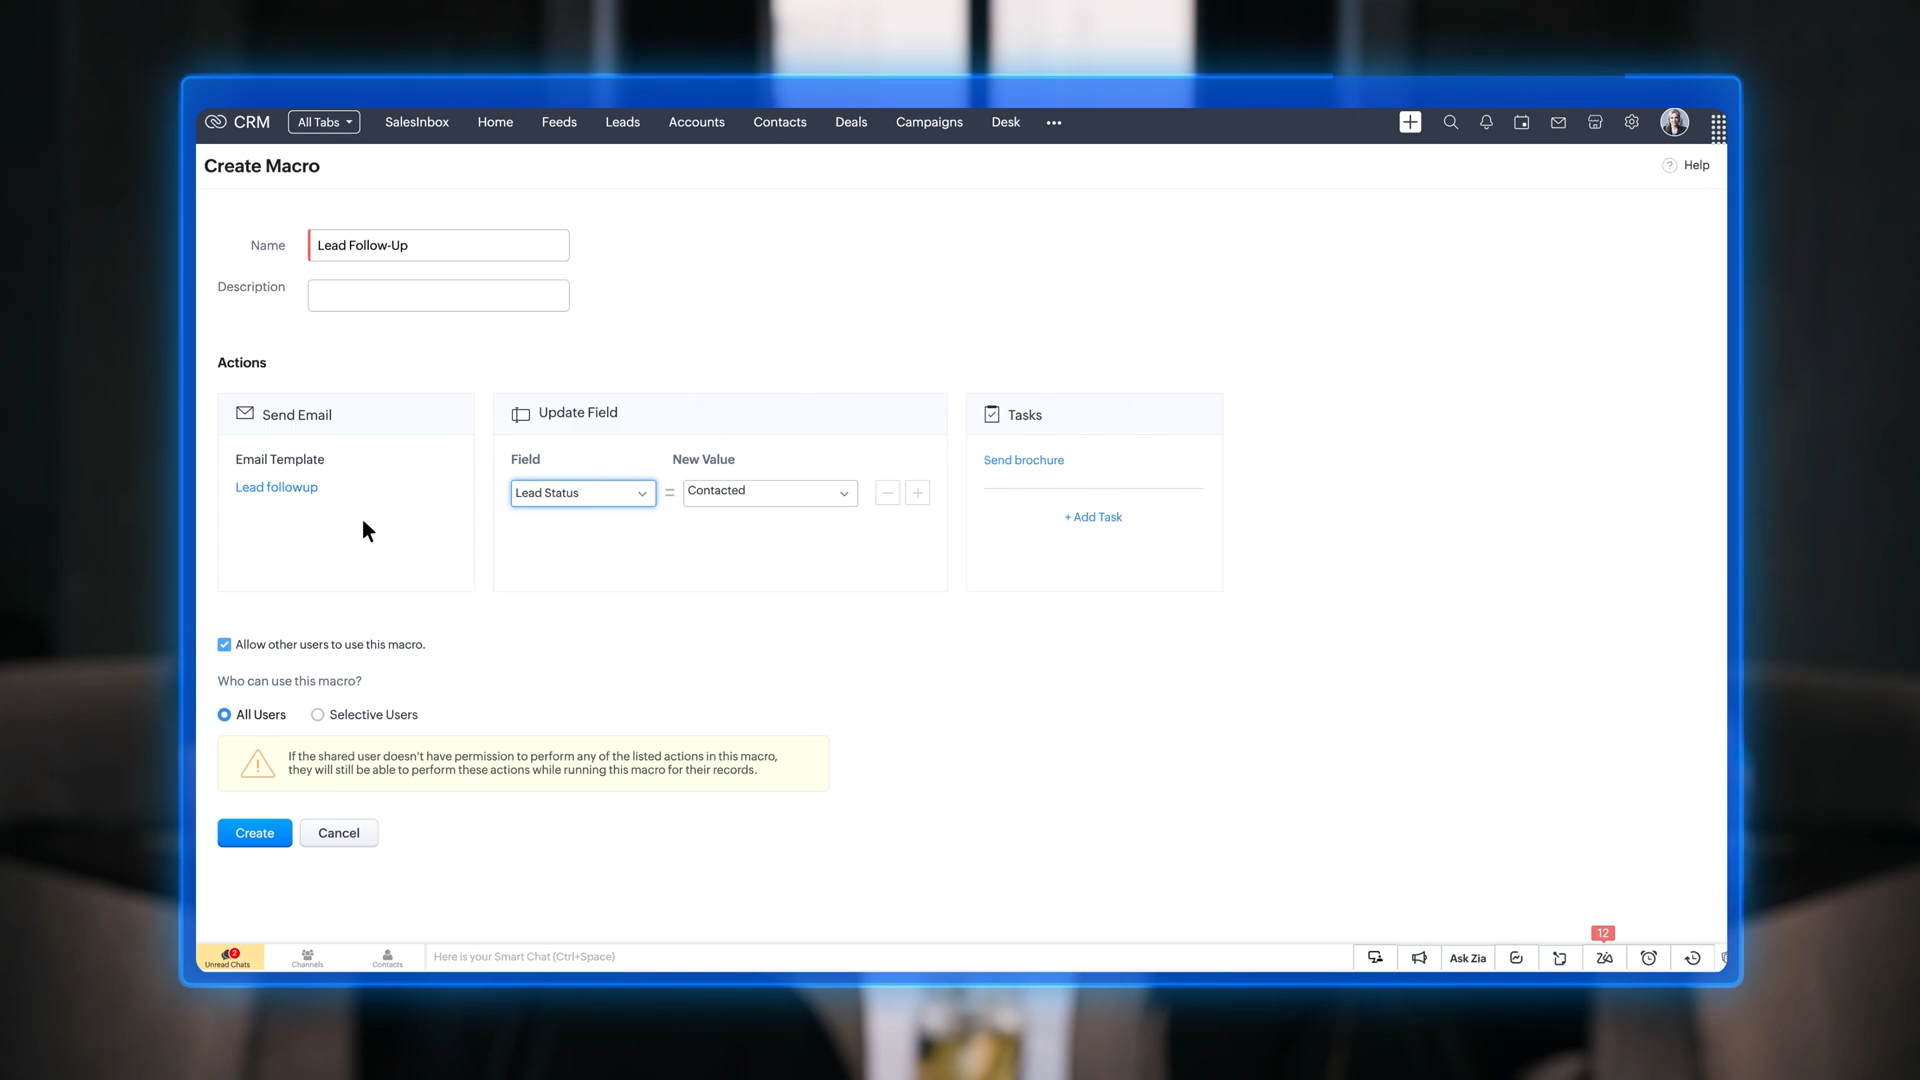 CRM All Tabs SalesInbox Home Feeds Leads Accounts Contacts Deals Campaigns Desk
Create Macro
Help
Name
Lead Follow-Up
Description
Actions
Send Email
Email Template
Lead followup
Update Field
Field New Value
Lead Status = Contacted
Tasks
Send brochure
+ Add Task
Allow other users to use this macro.
Who can use this macro?
All Users Selective Users
If the shared user doesn't have permission to perform any of the listed actions in this macro,
they will still be able to perform these actions while running this macro for their records.
Create Cancel
12
2
Unread Chats Channels Contacts Here is your Smart Chat (Ctrl+Space) Ask Zia